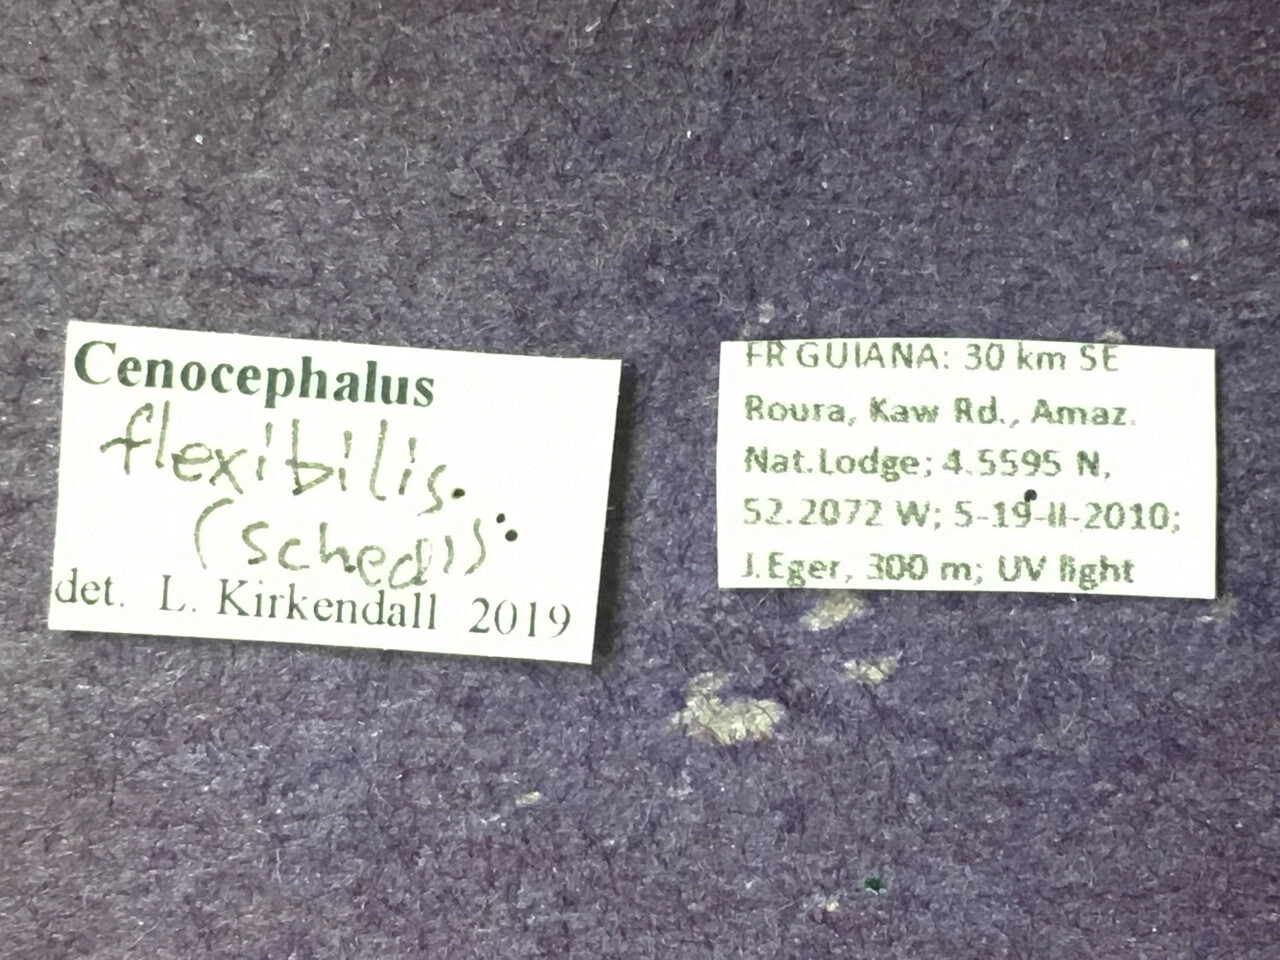 Cenocephalus
flexibilis
(Schedl)
det. L. Kirkendall 2019
FR GUIANA: 30 km SE
Roura, Kaw Rd., Amaz.
Nat.Lodge; 4.5595 N,
52.2072 W; 5-19-II-2010;
J.Eger, 300 m; UV light